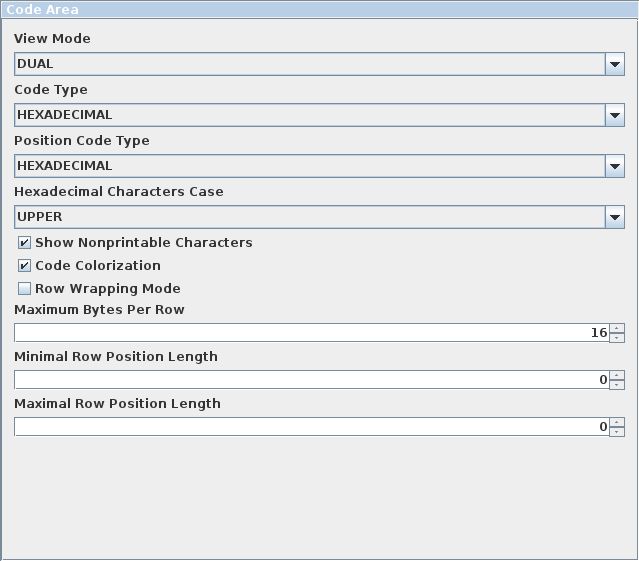 Code Area
View Mode
DUAL
Code Type
HEXADECIMAL
Position Code Type
HEXADECIMAL
Hexadecimal Characters Case
UPPER
Show Nonprintable Characters
Code Colorization
Row Wrapping Mode
Maximum Bytes Per Row
16
Minimal Row Position Length
0
Maximal Row Position Length
0